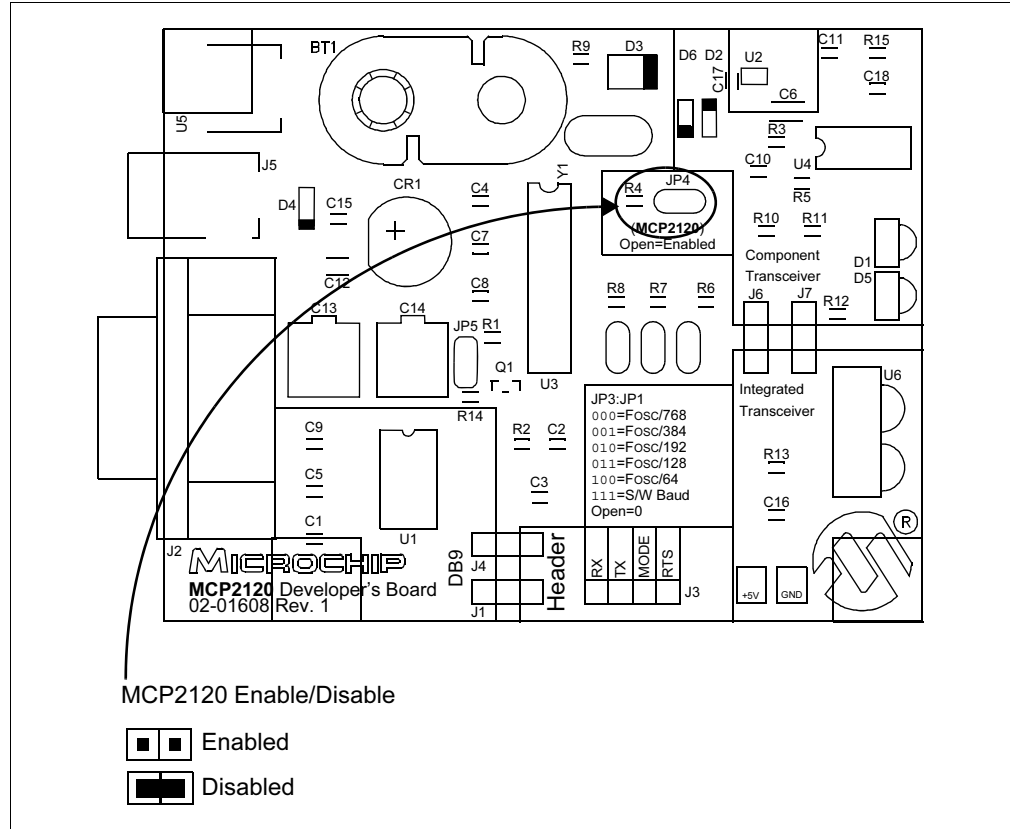 BT1
R9
D3
D6
D2
C17
U2
C11
R15
C18
C6
U5
R3
J5
Y1
C10
U4
R5
CR1
C4
R4
JP4
D4
C15
(MCP2120)
Open=Enabled
R10
R11
C7
Component
Transceiver
D1
D5
C12
C8
R8
R7
R6
J6
J7
R12
C13
C14
JP5
R1
Q1
U3
U6
R14
JP3:JP1
000=FOSC/768
001=FOSC/384
010=FOSC/192
011=FOSC/128
100=FOSC/64
111=S/W Baud
Open=0
Integrated
Transceiver
C9
R2
C2
R13
C5
C3
C16
C1
U1
J2
MICROCHIP
MCP2120 Developer's Board
02-01608 Rev. 1
DB9
J4
J1
Header
RX
TX
MODE
RTS
J3
+5V
GND
®
MCP2120 Enable/Disable
Enabled
Disabled